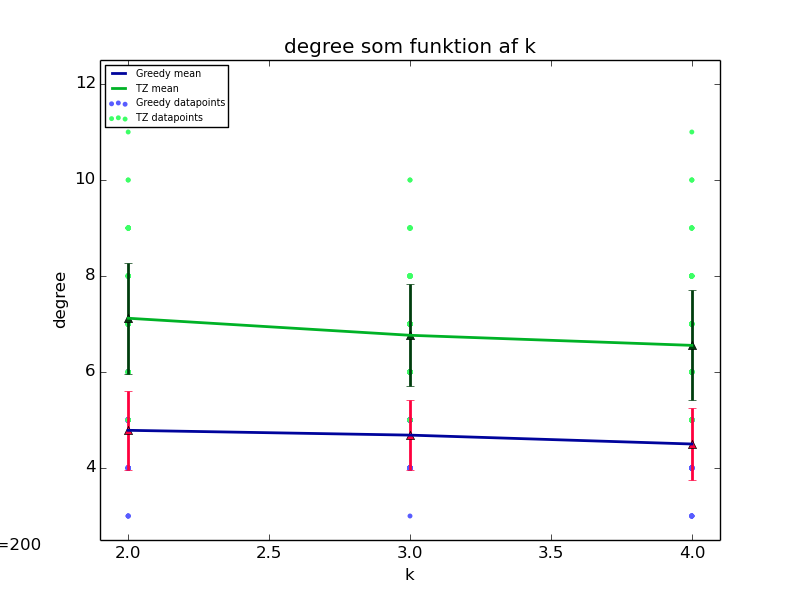 degree som funktion af k
Greedy mean
TZ mean
Greedy datapoints
TZ datapoints
12
10
8
6
4
degree
=200
2.0 2.5 3.0 3.5 4.0
k